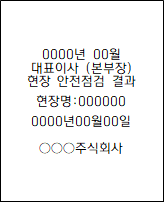 0000년 00월
대표이사 (본부장)
현장 안전점검 결과
현장명:000000
0000년00월00일
○○○주식회사